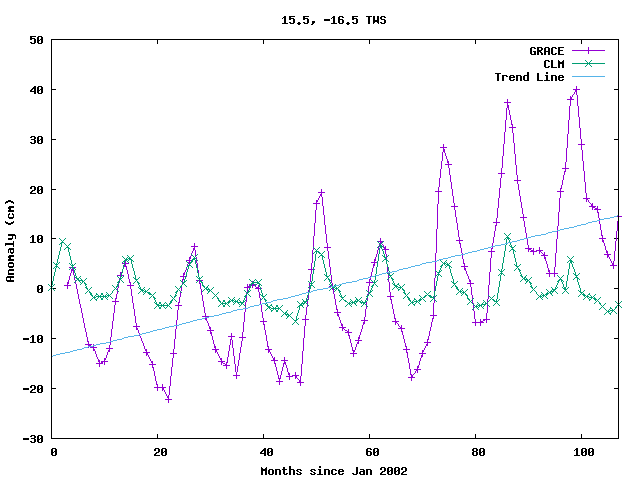 15.5, -16.5 TWS
GRACE
CLM
Trend Line
50
40
30
20
10
0
-10
-20
-30
Anomaly (cm)
0 20 40 60 80 100
Months since Jan 2002